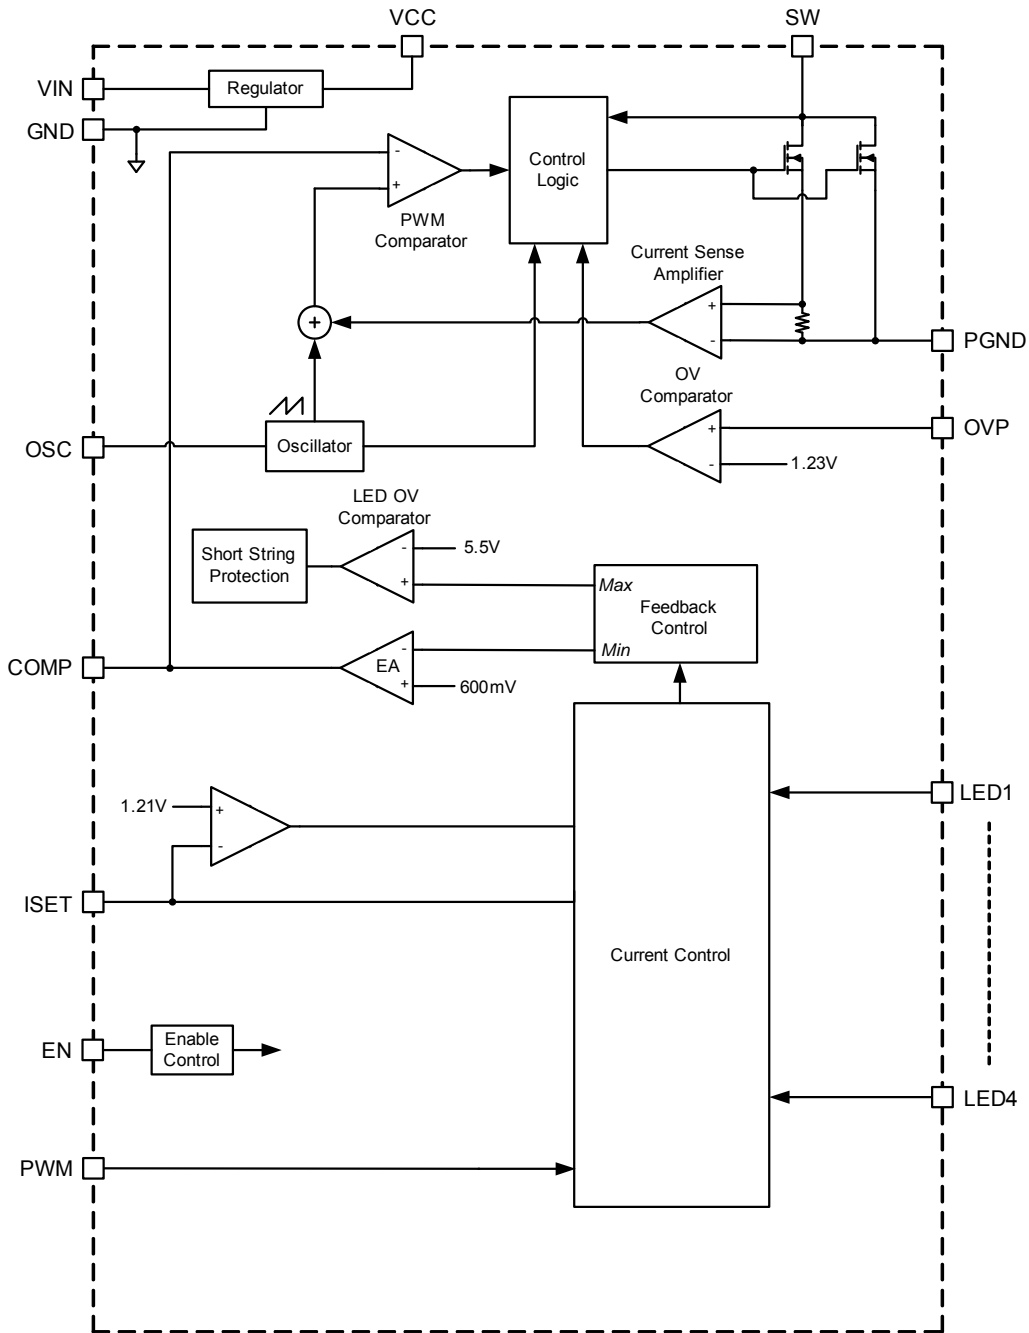 VCC
SW
VIN
Regulator
GND
-
+
PWM
Comparator
Control
Logic
Current Sense
Amplifier
+
-
+
PGND
OV
Comparator
+
-
1.23V
OVP
OSC
Oscillator
LED OV
Comparator
Short String
Protection
-
5.5V
+
Max
Feedback
Control
Min
COMP
EA
-
+
600mV
1.21V
+
-
LED1
ISET
Current Control
EN
Enable
Control
LED4
PWM